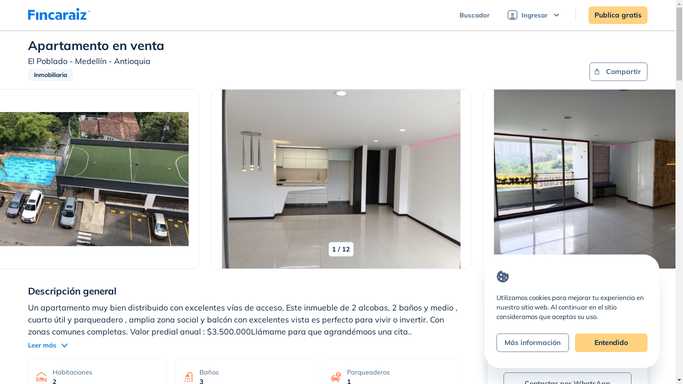 Fincaraiz
Buscador
Ingresar
Publica gratis
Apartamento en venta
El Poblado - Medellín - Antioquia
Inmobiliaria
Compartir
1 / 12
Descripción general
Un apartamento muy bien distribuido con excelentes vías de acceso, Este inmueble de 2 alcobas, 2 baños y medio ,
cuarto útil y parqueadero , amplia zona social y balcón con excelentes vista es perfecto para vivir o invertir. Con
zonas comunes completas. Valor predial anual : $3.500.000Llámame para que agrandémoos una cita..
Leer más
Habitaciones
2
Baños
3
Parqueaderos
1
Utilizamos cookies para mejorar tu experiencia en
nuestro sitio web. Al continuar en el sitio
consideramos que aceptas su uso.
Más información
Entendido
Contactar por WhatsApp